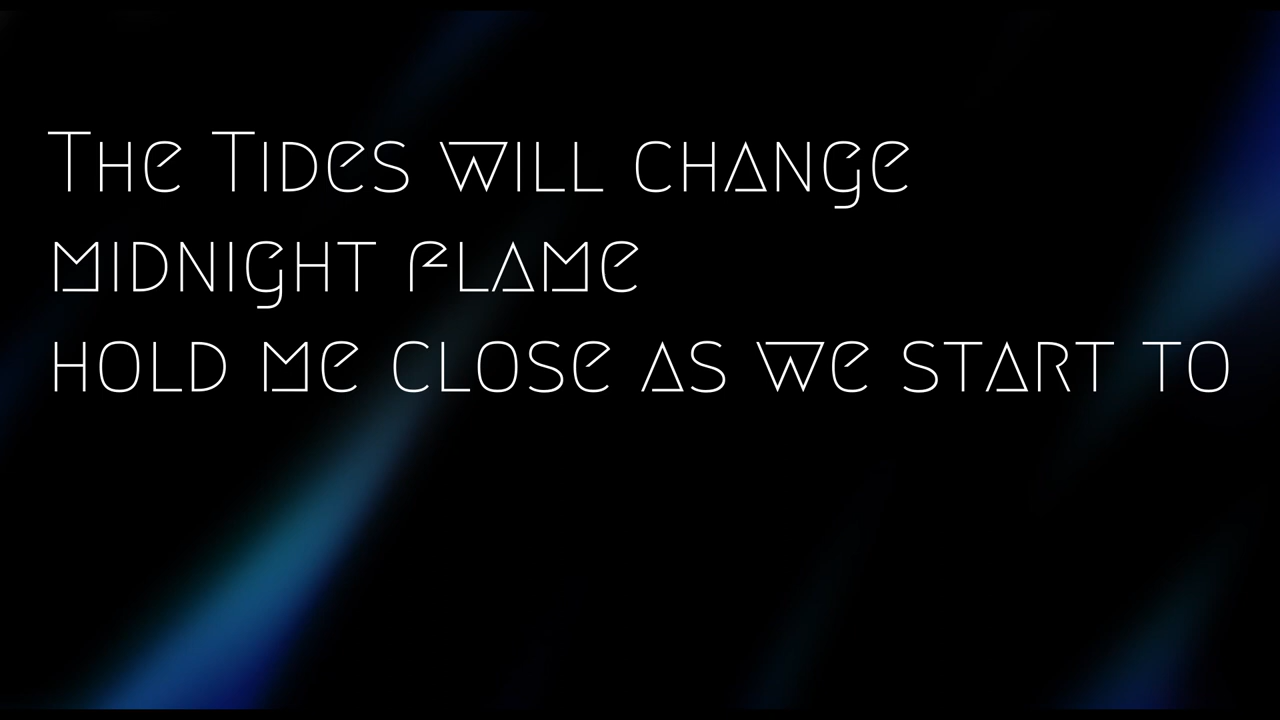 The Tides will change
midnight flame
hold me close as we start to